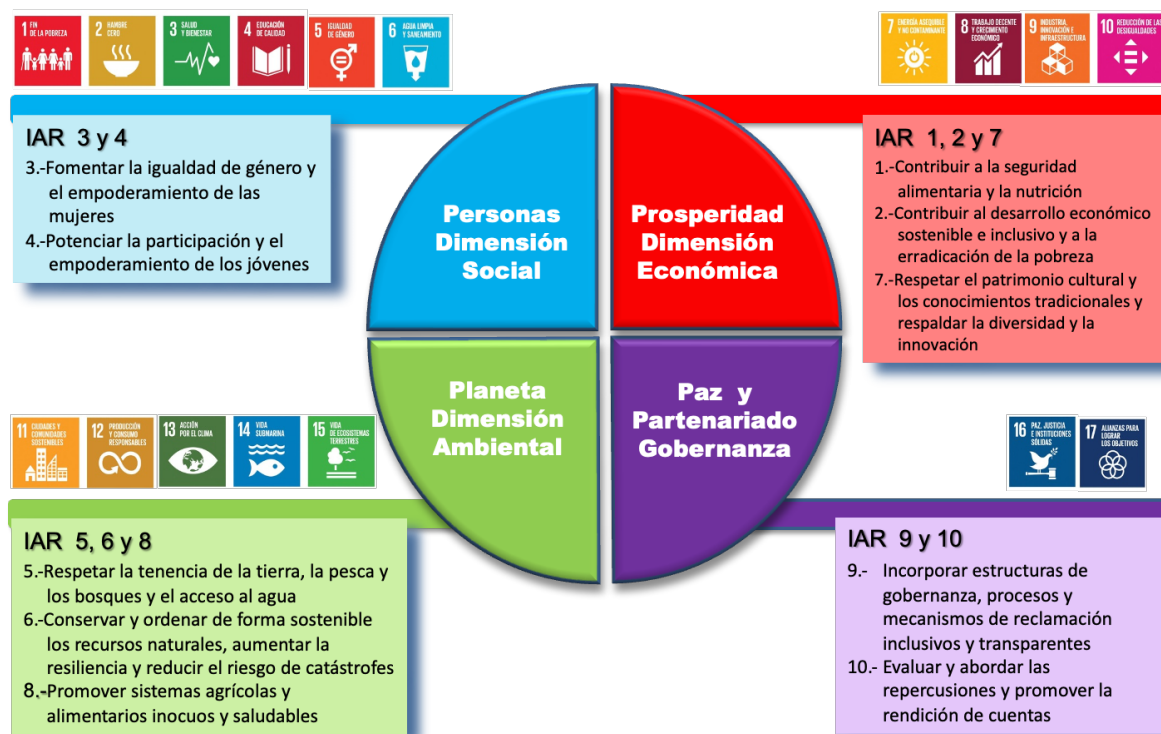 1 FIN
DE LA POBREZA
2 HAMBRE
CERO
3 SALUD
Y BIENESTAR
4 EDUCACIÓN
DE CALIDAD
5 IGUALDAD
DE GÉNERO
6 AGUA LIMPIA
Y SANEAMIENTO
7 ENERGÍA ASEQUIBLE
Y NO CONTAMINANTE
8 TRABAJO DECENTE
Y CRECIMIENTO
ECONÓMICO
9 INDUSTRIA,
INNOVACIÓN E
INFRAESTRUCTURA
10 REDUCCIÓN DE LAS
DESIGUALDADES
IAR 3 y 4
3.-Fomentar la igualdad de género y
el empoderamiento de las
mujeres
4.-Potenciar la participación y el
empoderamiento de los jóvenes
Personas
Dimensión
Social
Prosperidad
Dimensión
Económica
IAR 1, 2 y 7
1.-Contribuir a la seguridad
alimentaria y la nutrición
2.-Contribuir al desarrollo económico
sostenible e inclusivo y a la
erradicación de la pobreza
7.-Respetar el patrimonio cultural y
los conocimientos tradicionales y
respaldar la diversidad y la
innovación
11 CIUDADES Y
COMUNIDADES
SOSTENIBLES
12 PRODUCCIÓN
Y CONSUMO
RESPONSABLES
13 ACCIÓN
POR EL CLIMA
14 VIDA
SUBMARINA
15 VIDA
DE ECOSISTEMAS
TERRESTRES
Planeta
Dimensión
Ambiental
Paz y
Partenariado
Gobernanza
16 PAZ, JUSTICIA
E INSTITUCIONES
SÓLIDAS
17 ALIANZAS PARA
LOGRAR
LOS OBJETIVOS
IAR 5, 6 y 8
5.-Respetar la tenencia de la tierra, la pesca y
los bosques y el acceso al agua
6.-Conservar y ordenar de forma sostenible
los recursos naturales, aumentar la
resiliencia y reducir el riesgo de catástrofes
8.-Promover sistemas agrícolas y
alimentarios inocuos y saludables
IAR 9 y 10
9.- Incorporar estructuras de
gobernanza, procesos y
mecanismos de reclamación
inclusivos y transparentes
10.- Evaluar y abordar las
repercusiones y promover la
rendición de cuentas